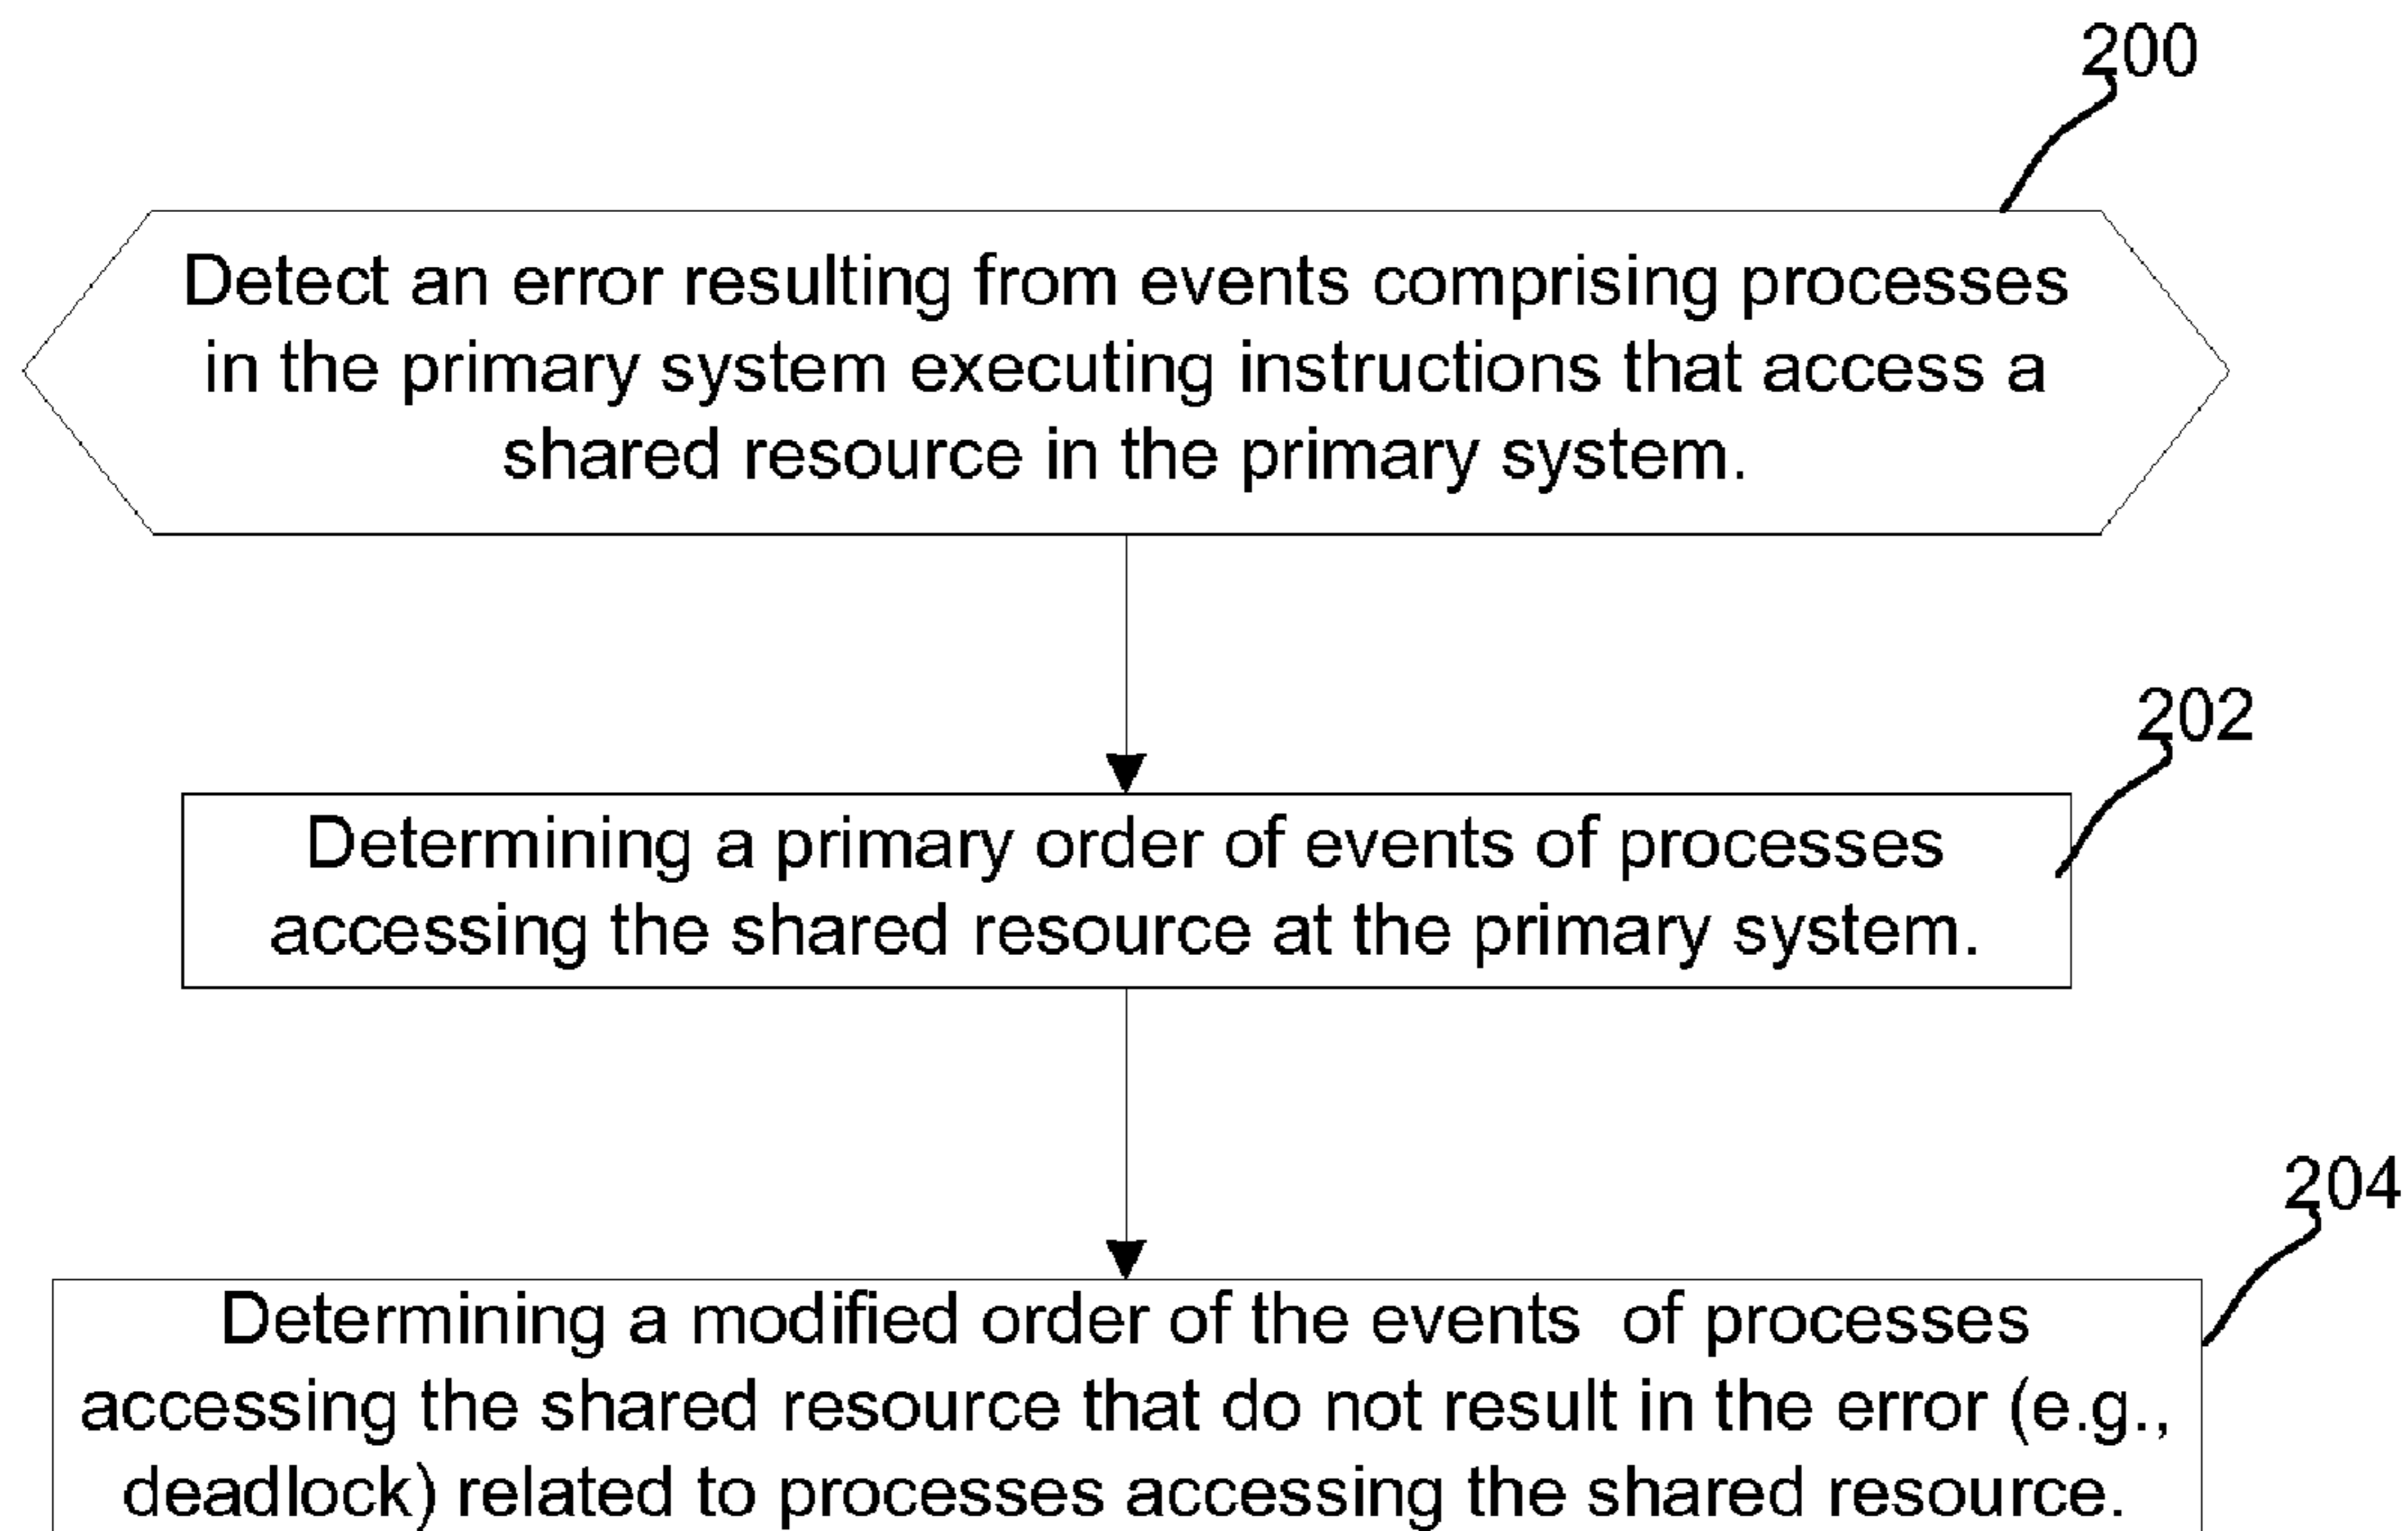 200
Detect an error resulting from events comprising processes
in the primary system executing instructions that access a
shared resource in the primary system.
202
Determining a primary order of events of processes
accessing the shared resource at the primary system.
204
Determining a modified order of the events of processes
accessing the shared resource that do not result in the error (e.g.,
deadlock) related to processes accessing the shared resource.